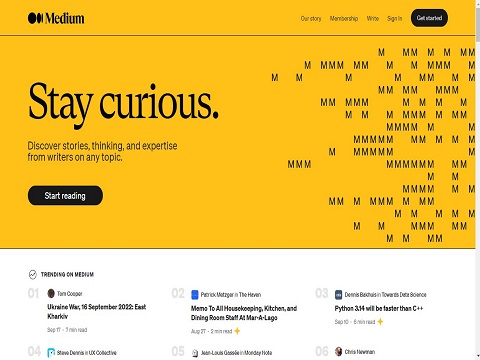 Medium
Our story
Membership
Write
Sign In
Get started
Stay curious.
Discover stories, thinking, and expertise
from writers on any topic.
Start reading
TRENDING ON MEDIUM
01
Tom Cooper
Ukraine War, 16 September 2022: East
Kharkiv
Sep 17 · 7 min read
02
Patrick Metzger in The Haven
Memo To All Housekeeping, Kitchen, and
Dining Room Staff At Mar-A-Lago
Aug 27 · 2 min read
03
Dennis Bakhuis in Towards Data Science
Python 3.14 will be faster than C++
Sep 10 · 6 min read
04
Steve Dennis in UX Collective
05
Jean-Louis Gassée in Monday Note
06
Chris Newman